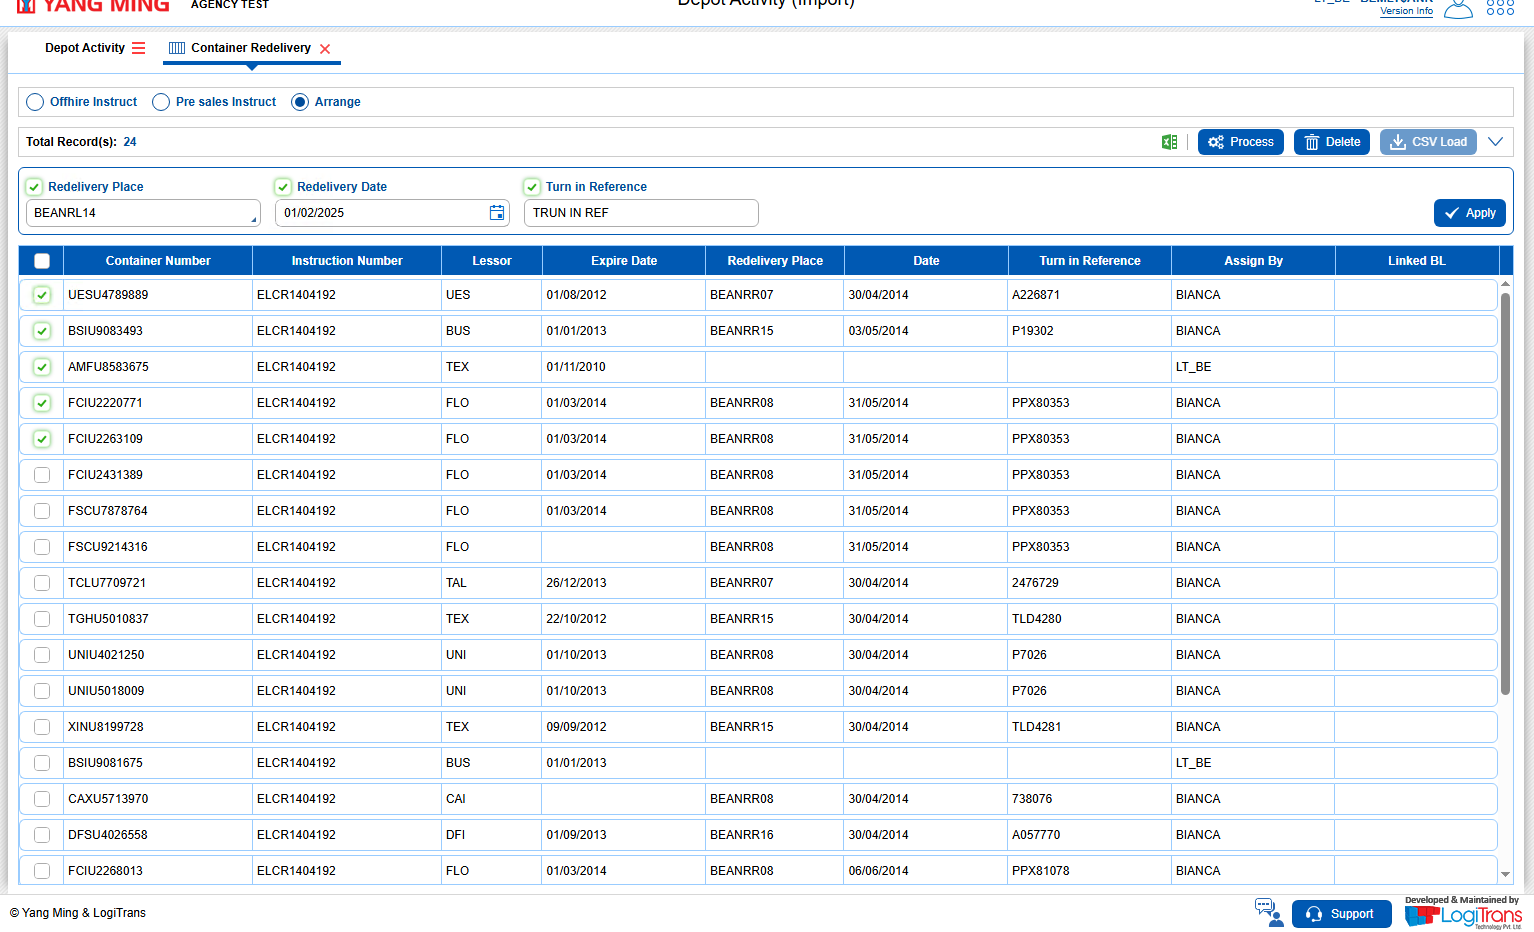 YANG MING AGENCY TEST Depot Activity (Import)
Version Info
Depot Activity Container Redelivery
Offhire Instruct Pre sales Instruct Arrange
Total Record(s): 24 Process Delete CSV Load
Redelivery Place Redelivery Date Turn in Reference
BEANRL14 01/02/2025 TRUN IN REF Apply
Container Number Instruction Number Lessor Expire Date Redelivery Place Date Turn in Reference Assign By Linked BL
UESU4789889 ELCR1404192 UES 01/08/2012 BEANRR07 30/04/2014 A226871 BIANCA
BSIU9083493 ELCR1404192 BUS 01/01/2013 BEANRR15 03/05/2014 P19302 BIANCA
AMFU8583675 ELCR1404192 TEX 01/11/2010 LT_BE
FCIU2220771 ELCR1404192 FLO 01/03/2014 BEANRR08 31/05/2014 PPX80353 BIANCA
FCIU2263109 ELCR1404192 FLO 01/03/2014 BEANRR08 31/05/2014 PPX80353 BIANCA
FCIU2431389 ELCR1404192 FLO 01/03/2014 BEANRR08 31/05/2014 PPX80353 BIANCA
FSCU7878764 ELCR1404192 FLO 01/03/2014 BEANRR08 31/05/2014 PPX80353 BIANCA
FSCU9214316 ELCR1404192 FLO BEANRR08 31/05/2014 PPX80353 BIANCA
TCLU7709721 ELCR1404192 TAL 26/12/2013 BEANRR07 30/04/2014 2476729 BIANCA
TGHU5010837 ELCR1404192 TEX 22/10/2012 BEANRR15 30/04/2014 TLD4280 BIANCA
UNIU4021250 ELCR1404192 UNI 01/10/2013 BEANRR08 30/04/2014 P7026 BIANCA
UNIU5018009 ELCR1404192 UNI 01/10/2013 BEANRR08 30/04/2014 P7026 BIANCA
XINU8199728 ELCR1404192 TEX 09/09/2012 BEANRR15 30/04/2014 TLD4281 BIANCA
BSIU9081675 ELCR1404192 BUS 01/01/2013 LT_BE
CAXU5713970 ELCR1404192 CAI BEANRR08 30/04/2014 738076 BIANCA
DFSU4026558 ELCR1404192 DFI 01/09/2013 BEANRR16 30/04/2014 A057770 BIANCA
FCIU2268013 ELCR1404192 FLO 01/03/2014 BEANRR08 06/06/2014 PPX81078 BIANCA
© Yang Ming & LogiTrans Support Developed & Maintained by
LogiTrans
Technology Pvt. Ltd.